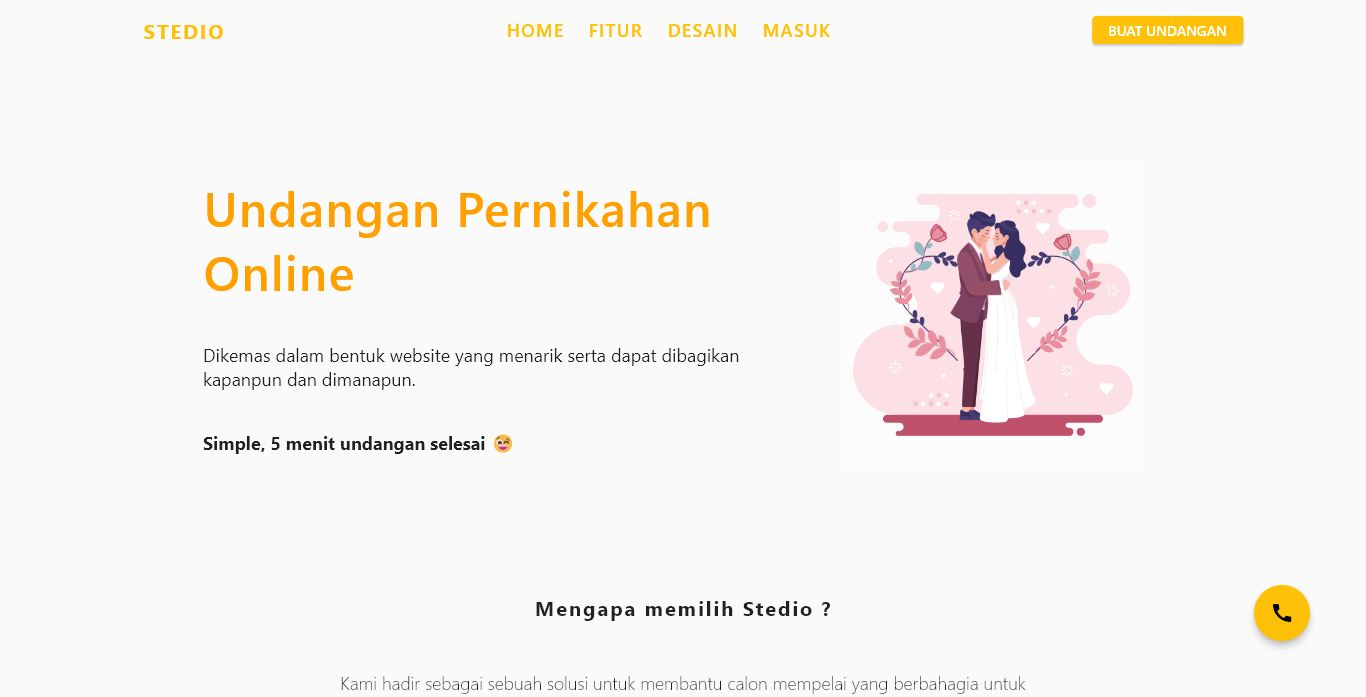 STEDIO
HOME FITUR DESAIN MASUK
BUAT UNDANGAN
Undangan Pernikahan
Online
Dikemas dalam bentuk website yang menarik serta dapat dibagikan
kapanpun dan dimanapun.
Simple, 5 menit undangan selesai 😄
Mengapa memilih Stedio ?
Kami hadir sebagai sebuah solusi untuk membantu calon mempelai yang berbahagia untuk